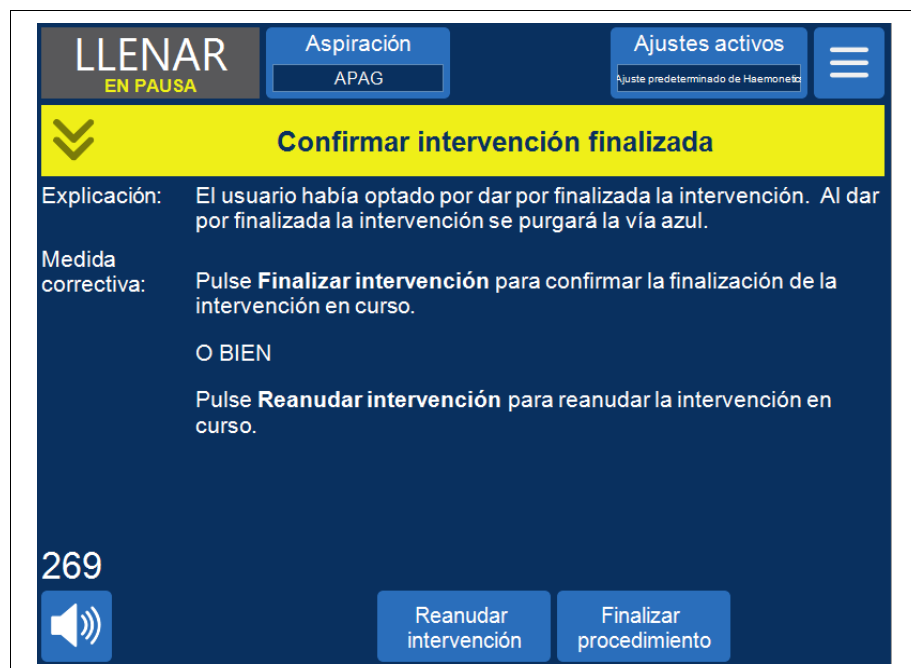 LLENAR
EN PAUSA
Aspiración
APAG
Ajustes activos
Ajuste predeterminado de Haemonetic
Confirmar intervención finalizada
Explicación:
El usuario había optado por dar por finalizada la intervención. Al dar
por finalizada la intervención se purgará la vía azul.
Medida
correctiva:
Pulse Finalizar intervención para confirmar la finalización de la
intervención en curso.
O BIEN
Pulse Reanudar intervención para reanudar la intervención en
curso.
269
Reanudar
intervención
Finalizar
procedimiento